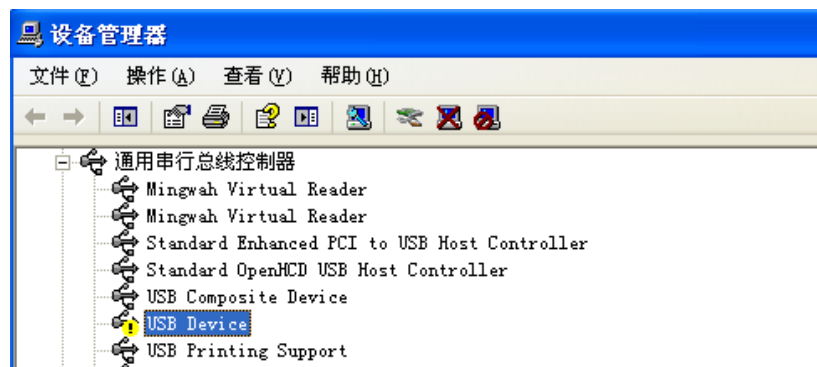 设备管理器
文件(F) 操作(A) 查看(V) 帮助(H)
通用串行总线控制器
Mingwah Virtual Reader
Mingwah Virtual Reader
Standard Enhanced PCI to USB Host Controller
Standard OpenHCD USB Host Controller
USB Composite Device
USB Device
USB Printing Support